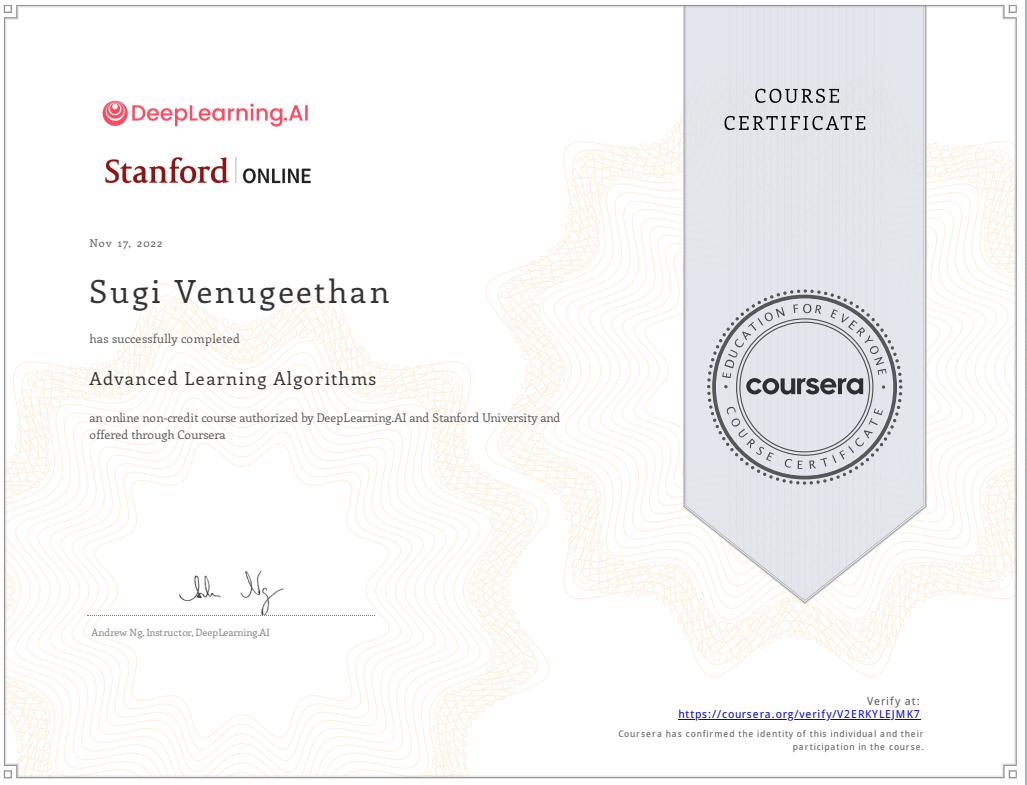 DeepLearning.AI
Stanford ONLINE
COURSE
CERTIFICATE
Nov 17, 2022
Sugi Venugeethan
has successfully completed
Advanced Learning Algorithms
an online non-credit course authorized by DeepLearning.AI and Stanford University and
offered through Coursera
EDUCATION FOR EVERYONE
coursera
COURSE CERTIFICATE
Andrew Ng, Instructor, DeepLearning.AI
Verify at:
https://coursera.org/verify/V2ERKYLEJMK7
Coursera has confirmed the identity of this individual and their
participation in the course.